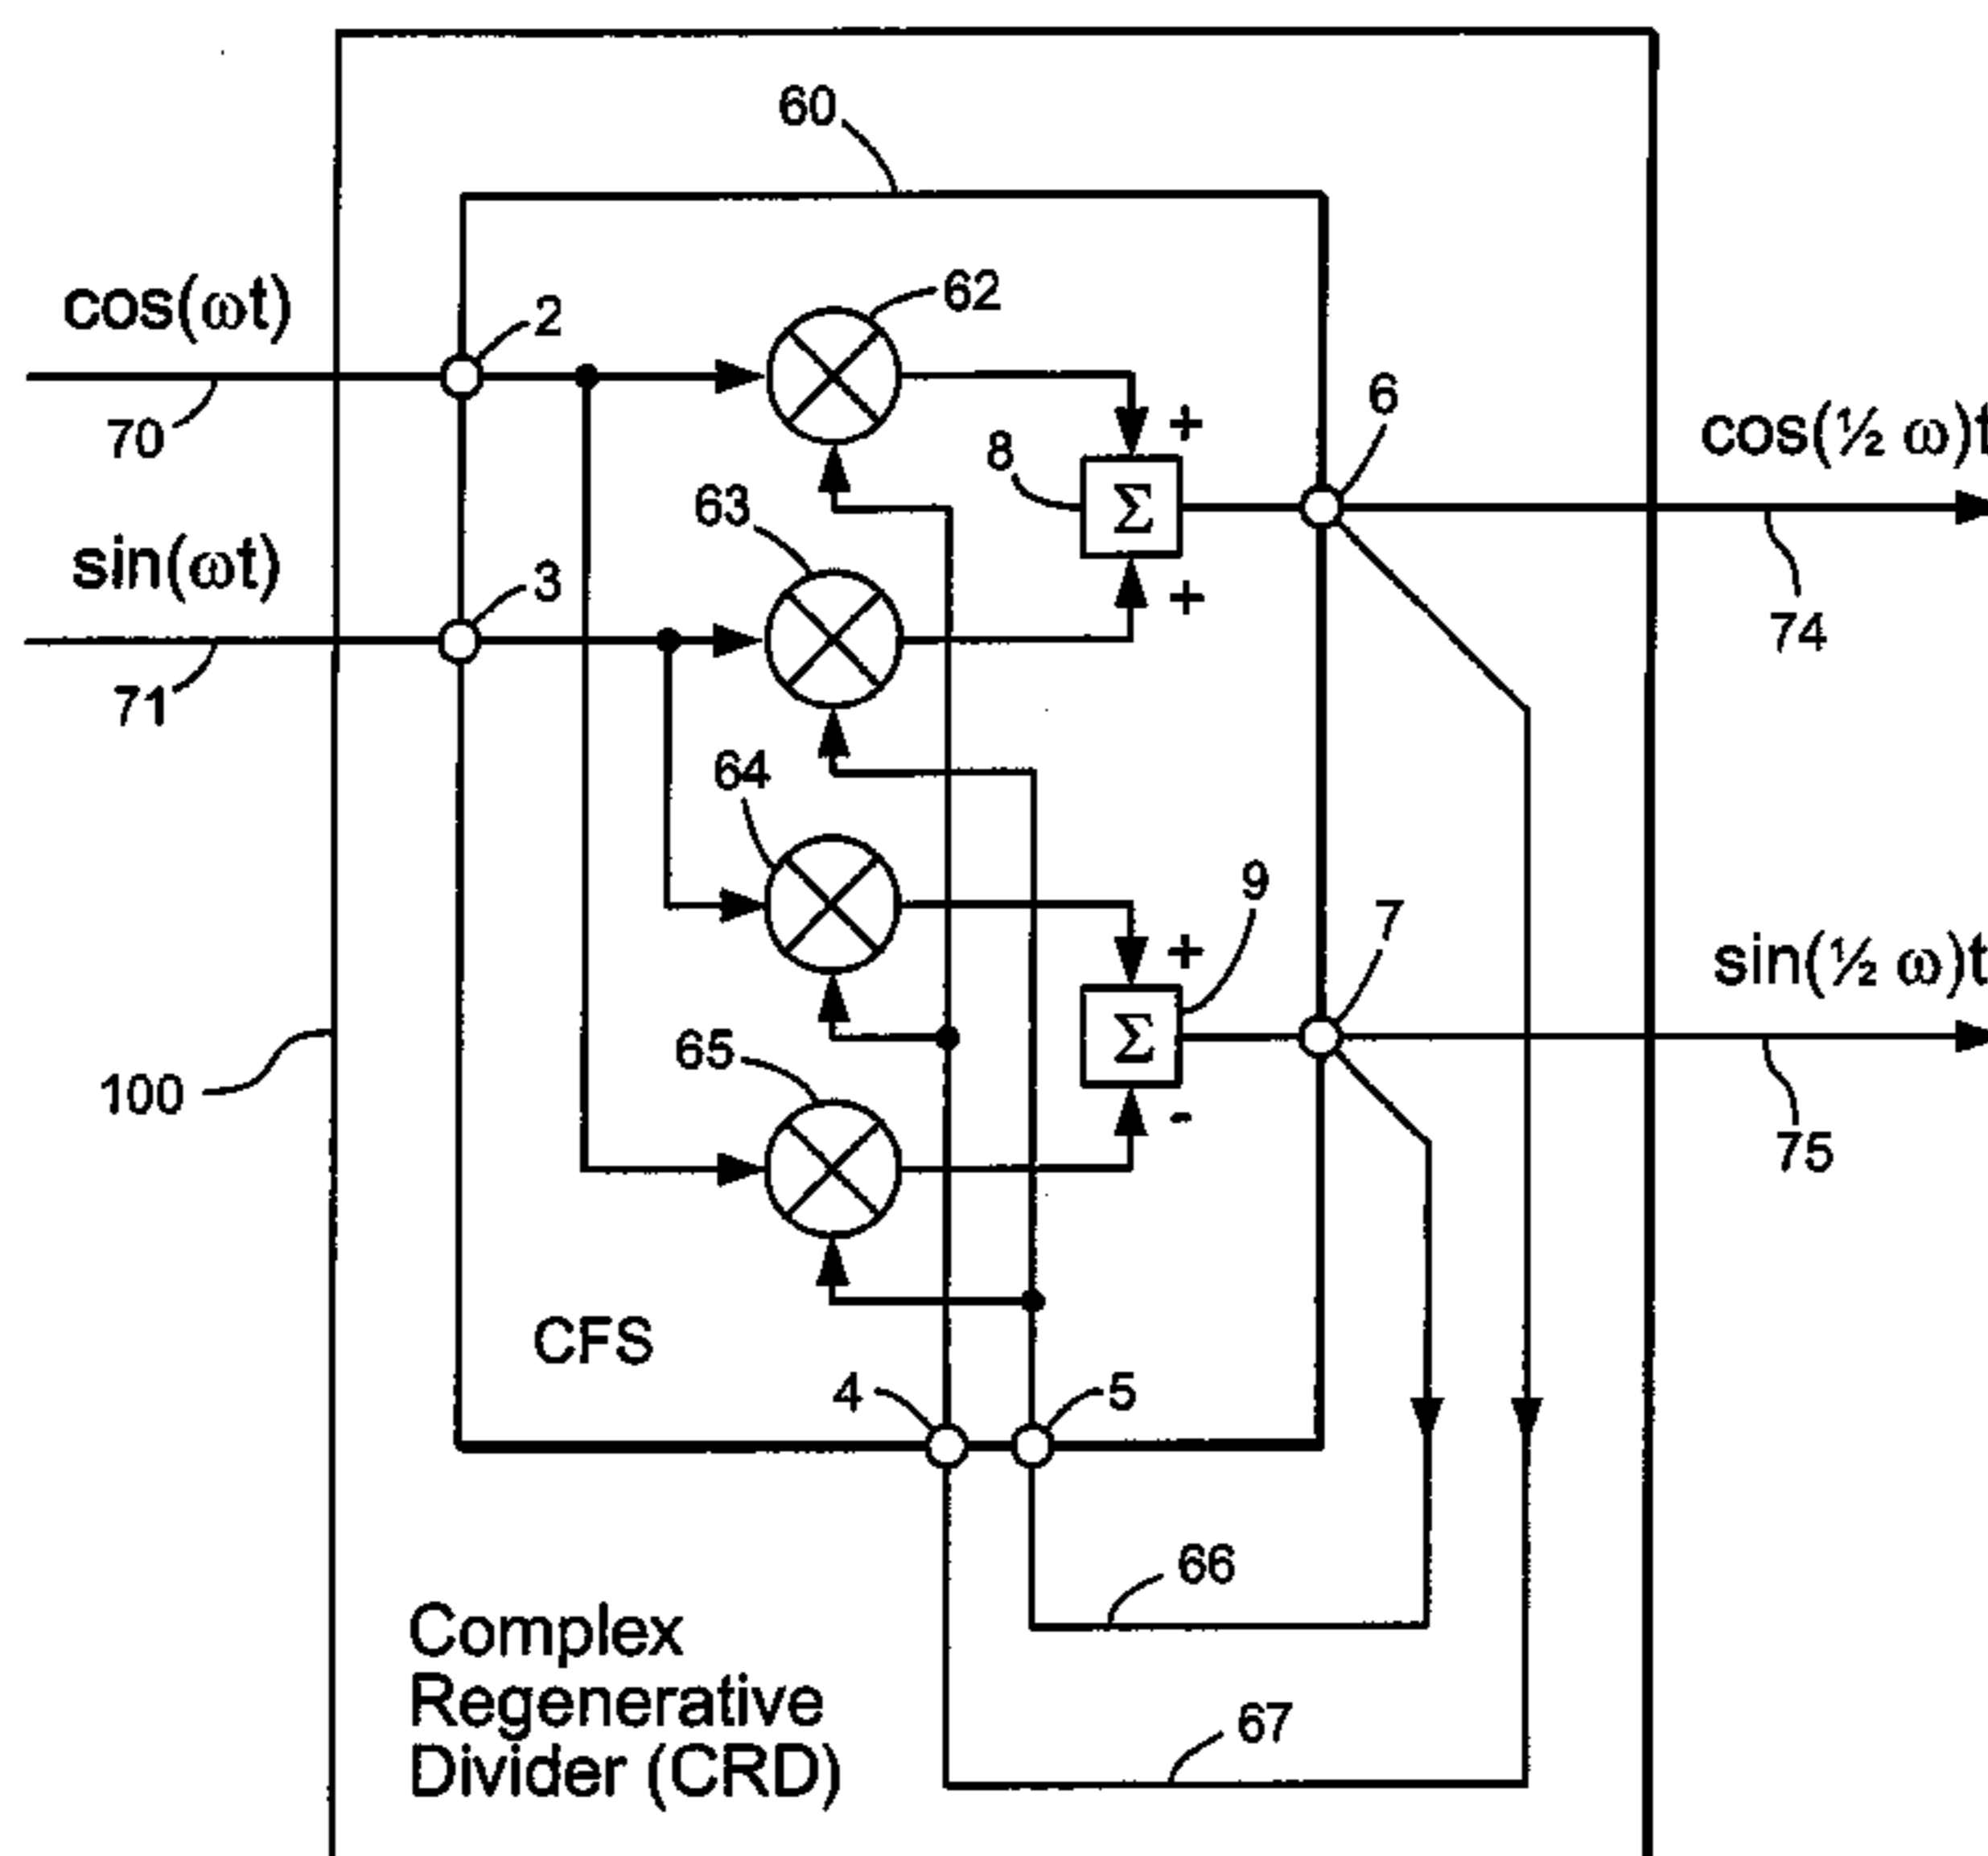 60
cos(ωt)
2
62
70
+
8
Σ
6
cos(½ ω)t
63
sin(ωt)
3
+
74
71
64
+
9
7
Σ
sin(½ ω)t
65
100
-
75
CFS
4
5
66
Complex
Regenerative
Divider (CRD)
67